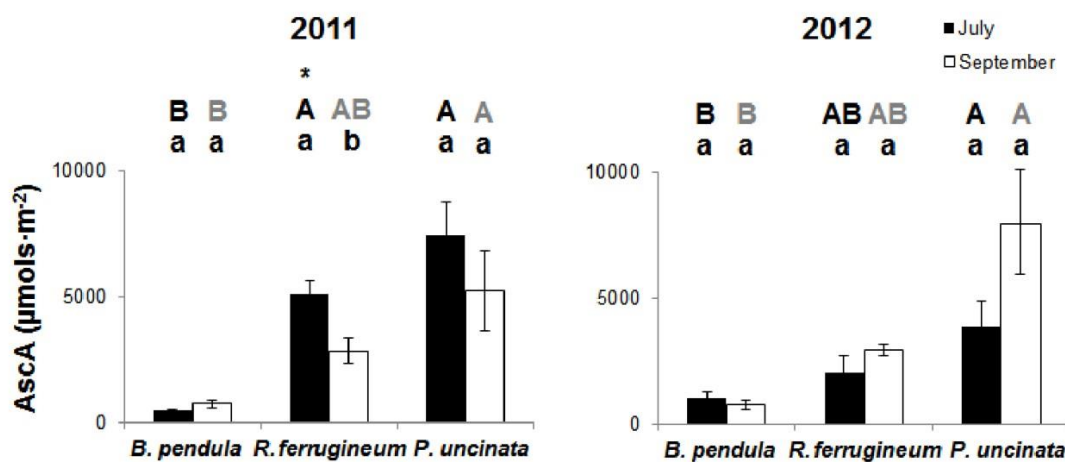 2011
2012
July
September
*
B B A AB A A
a a a b a a
B B AB AB A A
a a a a a a
AscA (µmols·m⁻²)
10000
5000
0
B. pendula R. ferrugineum P. uncinata
10000
5000
0
B. pendula R. ferrugineum P. uncinata